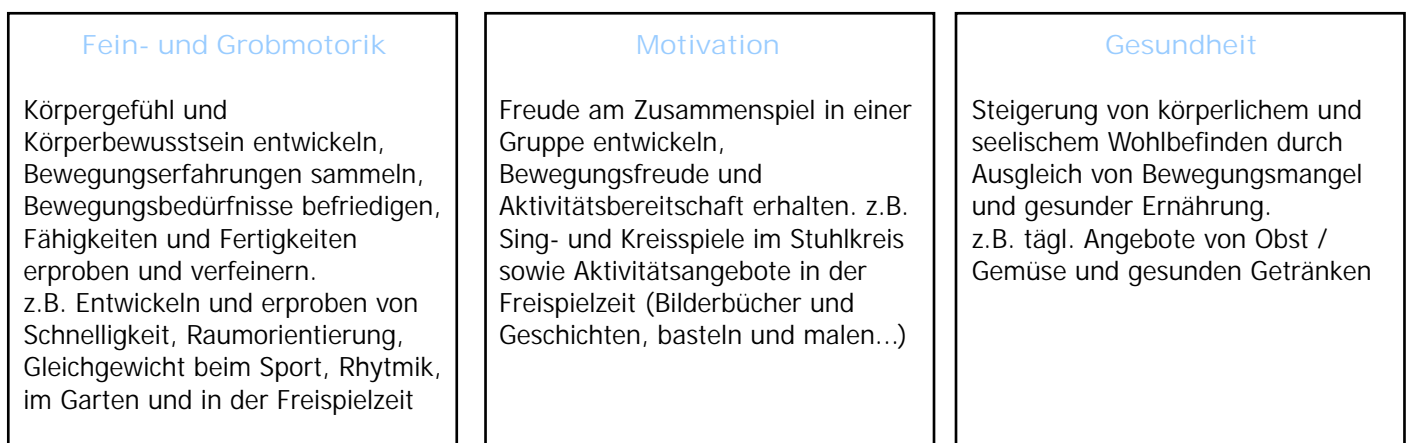 Fein- und Grobmotorik
Körpergefühl und
Körperbewusstsein entwickeln,
Bewegungserfahrungen sammeln,
Bewegungsbedürfnisse befriedigen,
Fähigkeiten und Fertigkeiten
erproben und verfeinern.
z.B. Entwickeln und erproben von
Schnelligkeit, Raumorientierung,
Gleichgewicht beim Sport, Rhytmik,
im Garten und in der Freispielzeit
Motivation
Freude am Zusammenspiel in einer
Gruppe entwickeln,
Bewegungsfreude und
Aktivitätsbereitschaft erhalten. z.B.
Sing- und Kreisspiele im Stuhlkreis
sowie Aktivitätsangebote in der
Freispielzeit (Bilderbücher und
Geschichten, basteln und malen…)
Gesundheit
Steigerung von körperlichem und
seelischem Wohlbefinden durch
Ausgleich von Bewegungsmangel
und gesunder Ernährung.
z.B. tägl. Angebote von Obst /
Gemüse und gesunden Getränken